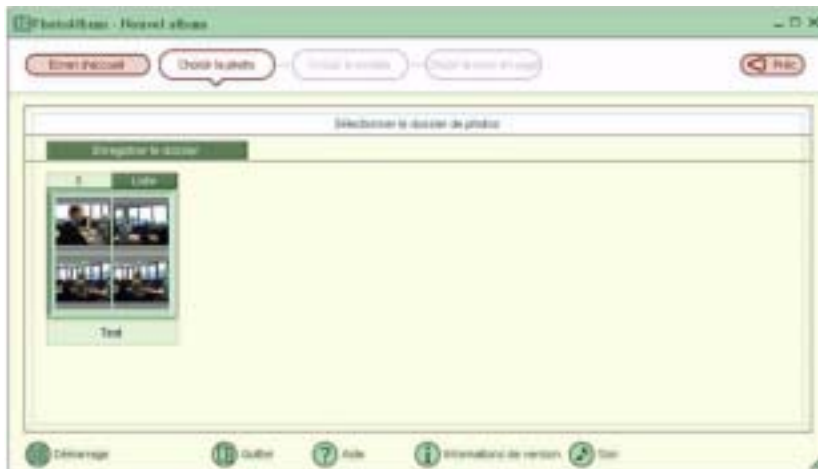 PhotoAlbum - Nouvel album
Ecran d'accueil
Choisir la photo
Préc
Sélectionner le dossier de photos
Enregistrer le dossier
Liste
Test
Démarrage
Quitter
Aide
Informations de version
Son